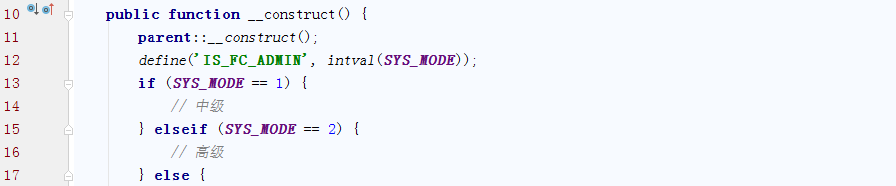 10 public function __construct() {
11 parent::__construct();
12 define('IS_FC_ADMIN', intval(SYS_MODE));
13 if (SYS_MODE == 1) {
14 // 中级
15 } elseif (SYS_MODE == 2) {
16 // 高级
17 } else {